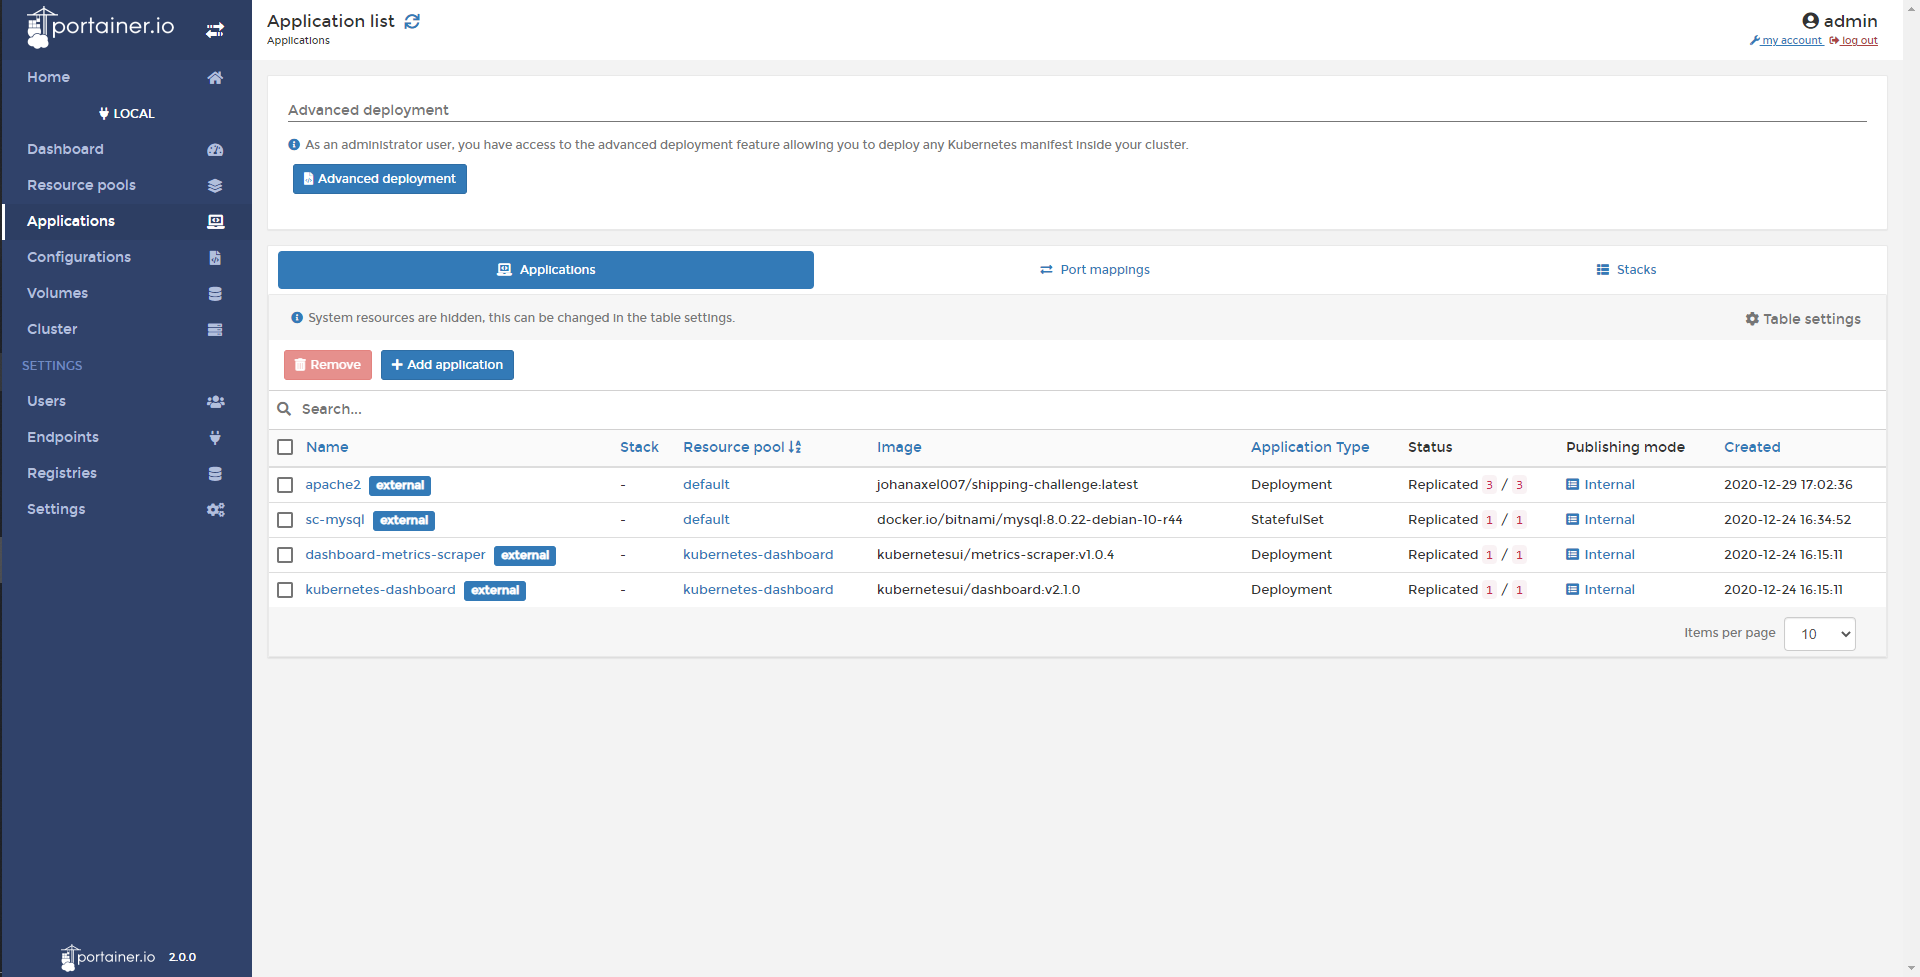 portainer.io
Home
LOCAL
Dashboard
Resource pools
Applications
Configurations
Volumes
Cluster
SETTINGS
Users
Endpoints
Registries
Settings
portainer.io 2.0.0
Application list
Applications
admin
my account log out
Advanced deployment
As an administrator user, you have access to the advanced deployment feature allowing you to deploy any Kubernetes manifest inside your cluster.
Advanced deployment
Applications Port mappings Stacks
System resources are hidden, this can be changed in the table settings. Table settings
Remove Add application
Search...
Name Stack Resource pool Image Application Type Status Publishing mode Created
apache2 external - default johanaxel007/shipping-challenge:latest Deployment Replicated 3 / 3 Internal 2020-12-29 17:02:36
sc-mysql external - default docker.io/bitnami/mysql:8.0.22-debian-10-r44 StatefulSet Replicated 1 / 1 Internal 2020-12-24 16:34:52
dashboard-metrics-scraper external - kubernetes-dashboard kubernetesui/metrics-scraper:v1.0.4 Deployment Replicated 1 / 1 Internal 2020-12-24 16:15:11
kubernetes-dashboard external - kubernetes-dashboard kubernetesui/dashboard:v2.1.0 Deployment Replicated 1 / 1 Internal 2020-12-24 16:15:11
Items per page 10